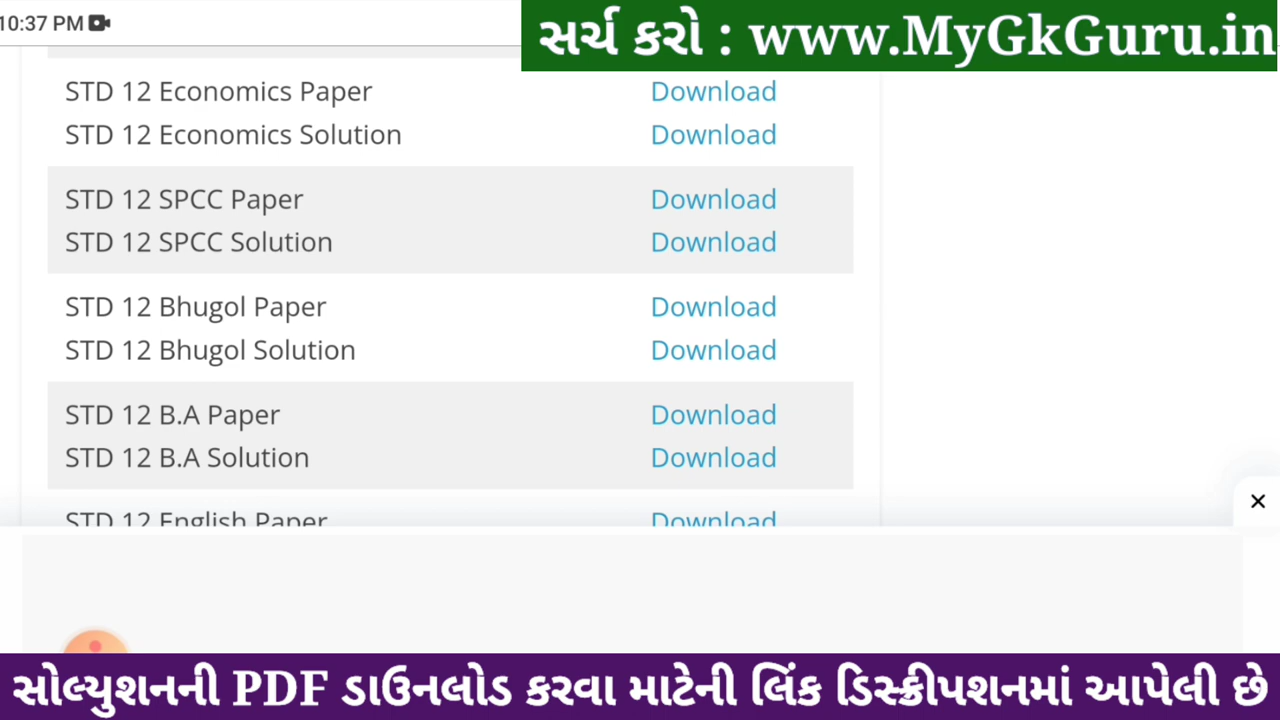 10:37 PM
સર્ચ કરો : www.MyGkGuru.in
STD 12 Economics Paper Download
STD 12 Economics Solution Download
STD 12 SPCC Paper Download
STD 12 SPCC Solution Download
STD 12 Bhugol Paper Download
STD 12 Bhugol Solution Download
STD 12 B.A Paper Download
STD 12 B.A Solution Download
STD 12 English Paper Download
સોલ્યુશનની PDF ડાઉનલોડ કરવા માટેની લિંક ડિસ્ક્રીપશનમાં આપેલી છે